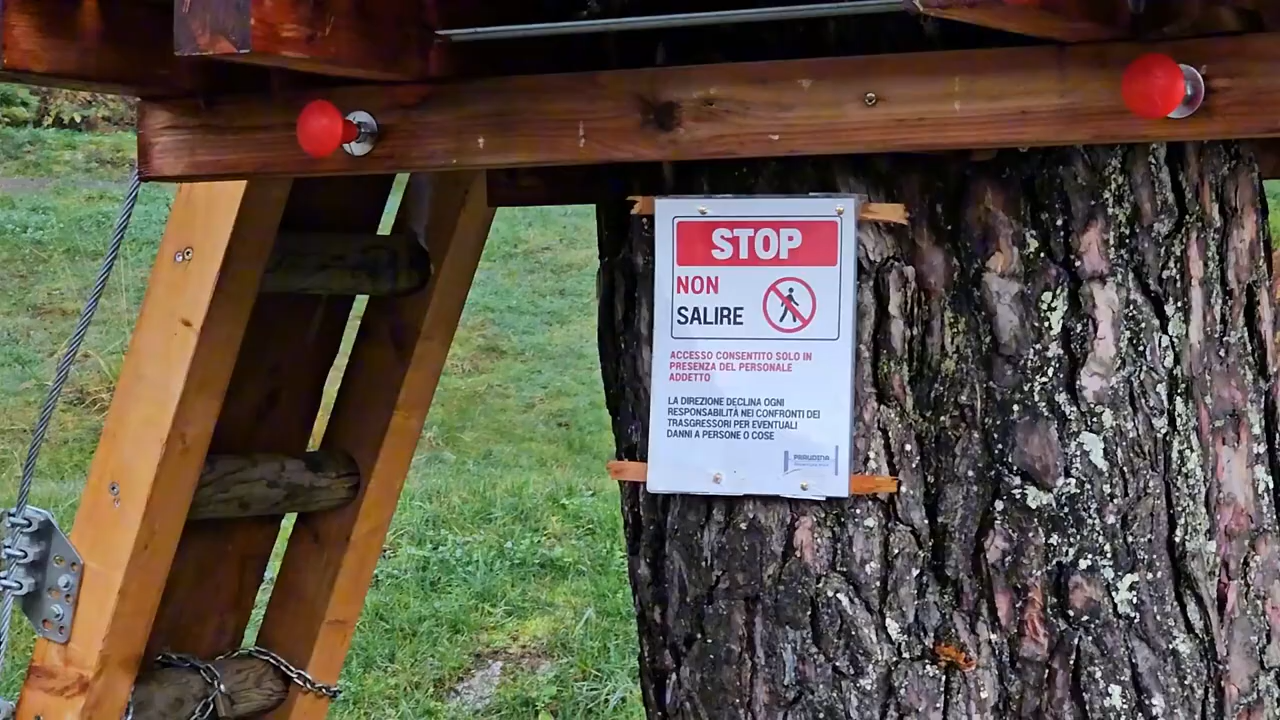 STOP
NON
SALIRE
ACCESSO CONSENTITO SOLO IN
PRESENZA DEL PERSONALE
ADDETTO
LA DIREZIONE DECLINA OGNI
RESPONSABILITÀ NEI CONFRONTI DEI
TRASGRESSORI PER EVENTUALI
DANNI A PERSONE O COSE